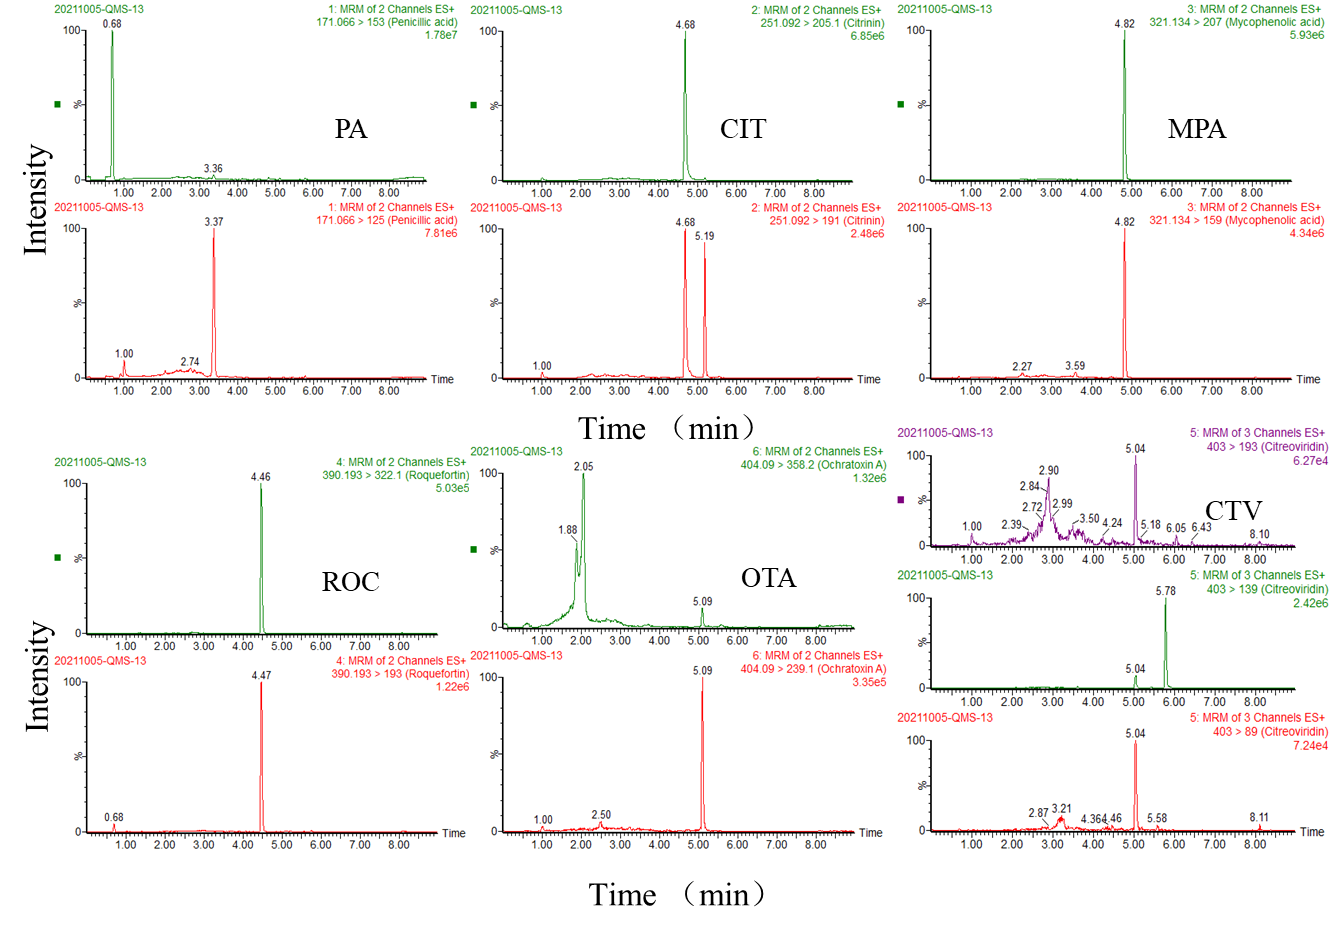 20211005-QMS-13
1: MRM of 2 Channels ES+
171.066 > 153 (Penicillic acid)
1.78e7
0.68
100
%
PA
3.36
0
1.00 2.00 3.00 4.00 5.00 6.00 7.00 8.00
20211005-QMS-13
2: MRM of 2 Channels ES+
251.092 > 205.1 (Citrinin)
6.85e6
4.68
100
%
CIT
0
1.00 2.00 3.00 4.00 5.00 6.00 7.00 8.00
20211005-QMS-13
3: MRM of 2 Channels ES+
321.134 > 207 (Mycophenolic acid)
5.93e6
4.82
100
%
MPA
0
1.00 2.00 3.00 4.00 5.00 6.00 7.00 8.00
Intensity
20211005-QMS-13
1: MRM of 2 Channels ES+
171.066 > 125 (Penicillic acid)
7.81e6
3.37
100
%
1.00
2.74
0
Time
1.00 2.00 3.00 4.00 5.00 6.00 7.00 8.00
20211005-QMS-13
2: MRM of 2 Channels ES+
251.092 > 191 (Citrinin)
2.48e6
4.68
5.19
100
%
1.00
0
Time
1.00 2.00 3.00 4.00 5.00 6.00 7.00 8.00
20211005-QMS-13
3: MRM of 2 Channels ES+
321.134 > 159 (Mycophenolic acid)
4.34e6
4.82
100
%
2.27
3.59
0
Time
1.00 2.00 3.00 4.00 5.00 6.00 7.00 8.00
Time （min）
20211005-QMS-13
4: MRM of 2 Channels ES+
390.193 > 322.1 (Roquefortin)
5.03e5
4.46
100
%
ROC
0
1.00 2.00 3.00 4.00 5.00 6.00 7.00 8.00
20211005-QMS-13
6: MRM of 2 Channels ES+
404.09 > 358.2 (Ochratoxin A)
1.32e6
2.05
100
1.88
%
OTA
5.09
0
1.00 2.00 3.00 4.00 5.00 6.00 7.00 8.00
20211005-QMS-13
5: MRM of 3 Channels ES+
403 > 193 (Citreoviridin)
6.27e4
5.04
100
2.90
2.84
%
2.72
2.99
CTV
1.00
2.39
3.50
4.24
5.18
6.05
6.43
8.10
0
1.00 2.00 3.00 4.00 5.00 6.00 7.00 8.00
20211005-QMS-13
5: MRM of 3 Channels ES+
403 > 139 (Citreoviridin)
2.42e6
5.78
100
%
5.04
0
1.00 2.00 3.00 4.00 5.00 6.00 7.00 8.00
Intensity
20211005-QMS-13
4: MRM of 2 Channels ES+
390.193 > 193 (Roquefortin)
1.22e6
4.47
100
%
0.68
0
Time
1.00 2.00 3.00 4.00 5.00 6.00 7.00 8.00
20211005-QMS-13
6: MRM of 2 Channels ES+
404.09 > 239.1 (Ochratoxin A)
3.35e5
5.09
100
%
1.00
2.50
0
Time
1.00 2.00 3.00 4.00 5.00 6.00 7.00 8.00
20211005-QMS-13
5: MRM of 3 Channels ES+
403 > 89 (Citreoviridin)
7.24e4
5.04
100
%
2.87
3.21
4.36
4.46
5.58
8.11
0
Time
1.00 2.00 3.00 4.00 5.00 6.00 7.00 8.00
Time （min）